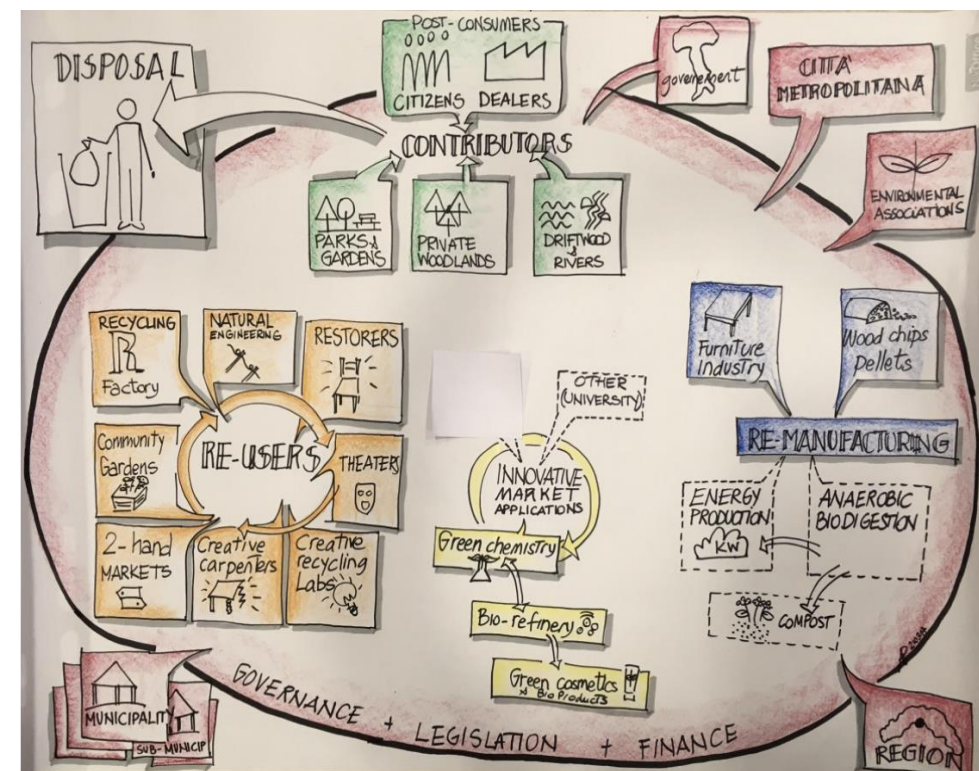 DISPOSAL
POST-CONSUMERS
CITIZENS DEALERS
CONTRIBUTORS
PARKS & GARDENS
PRIVATE WOODLANDS
DRIFTWOOD & RIVERS
governement
CITTÀ
METROPOLITANA
ENVIRONMENTAL
ASSOCIATIONS
RECYCLING
R
Factory
NATURAL
ENGINEERING
RESTORERS
Community
Gardens
RE-USERS
THEATERS
2-hand
MARKETS
Creative
carpenters
Creative
recycling
Labs
OTHER
(UNIVERSITY)
INNOVATIVE
MARKET
APPLICATIONS
Green chemistry
Bio-refinery
Green cosmetics
& BIO PRODUCTS
Furniture
Industry
Wood chips
pellets
RE-MANUFACTURING
ENERGY
PRODUCTION
KW
ANAEROBIC
BIODIGESTION
COMPOST
MUNICIPALITY
SUB-MUNICIP
GOVERNANCE + LEGISLATION + FINANCE
REGION